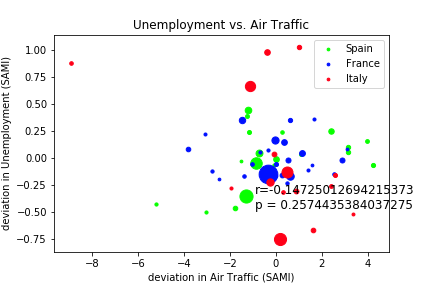 Unemployment vs. Air Traffic
Spain
France
Italy
deviation in Unemployment (SAMI)
1.00
0.75
0.50
0.25
0.00
−0.25
−0.50
−0.75
r=-0.14725012694215373
p = 0.2574435384037275
−8
−6
−4
−2
0
2
4
deviation in Air Traffic (SAMI)